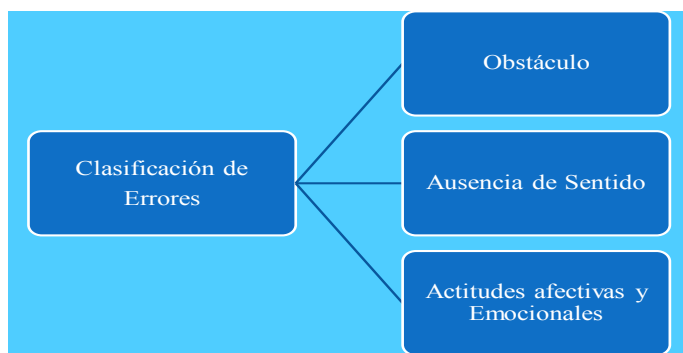 Obstáculo
Clasificación de
Errores
Ausencia de Sentido
Actitudes afectivas y
Emocionales